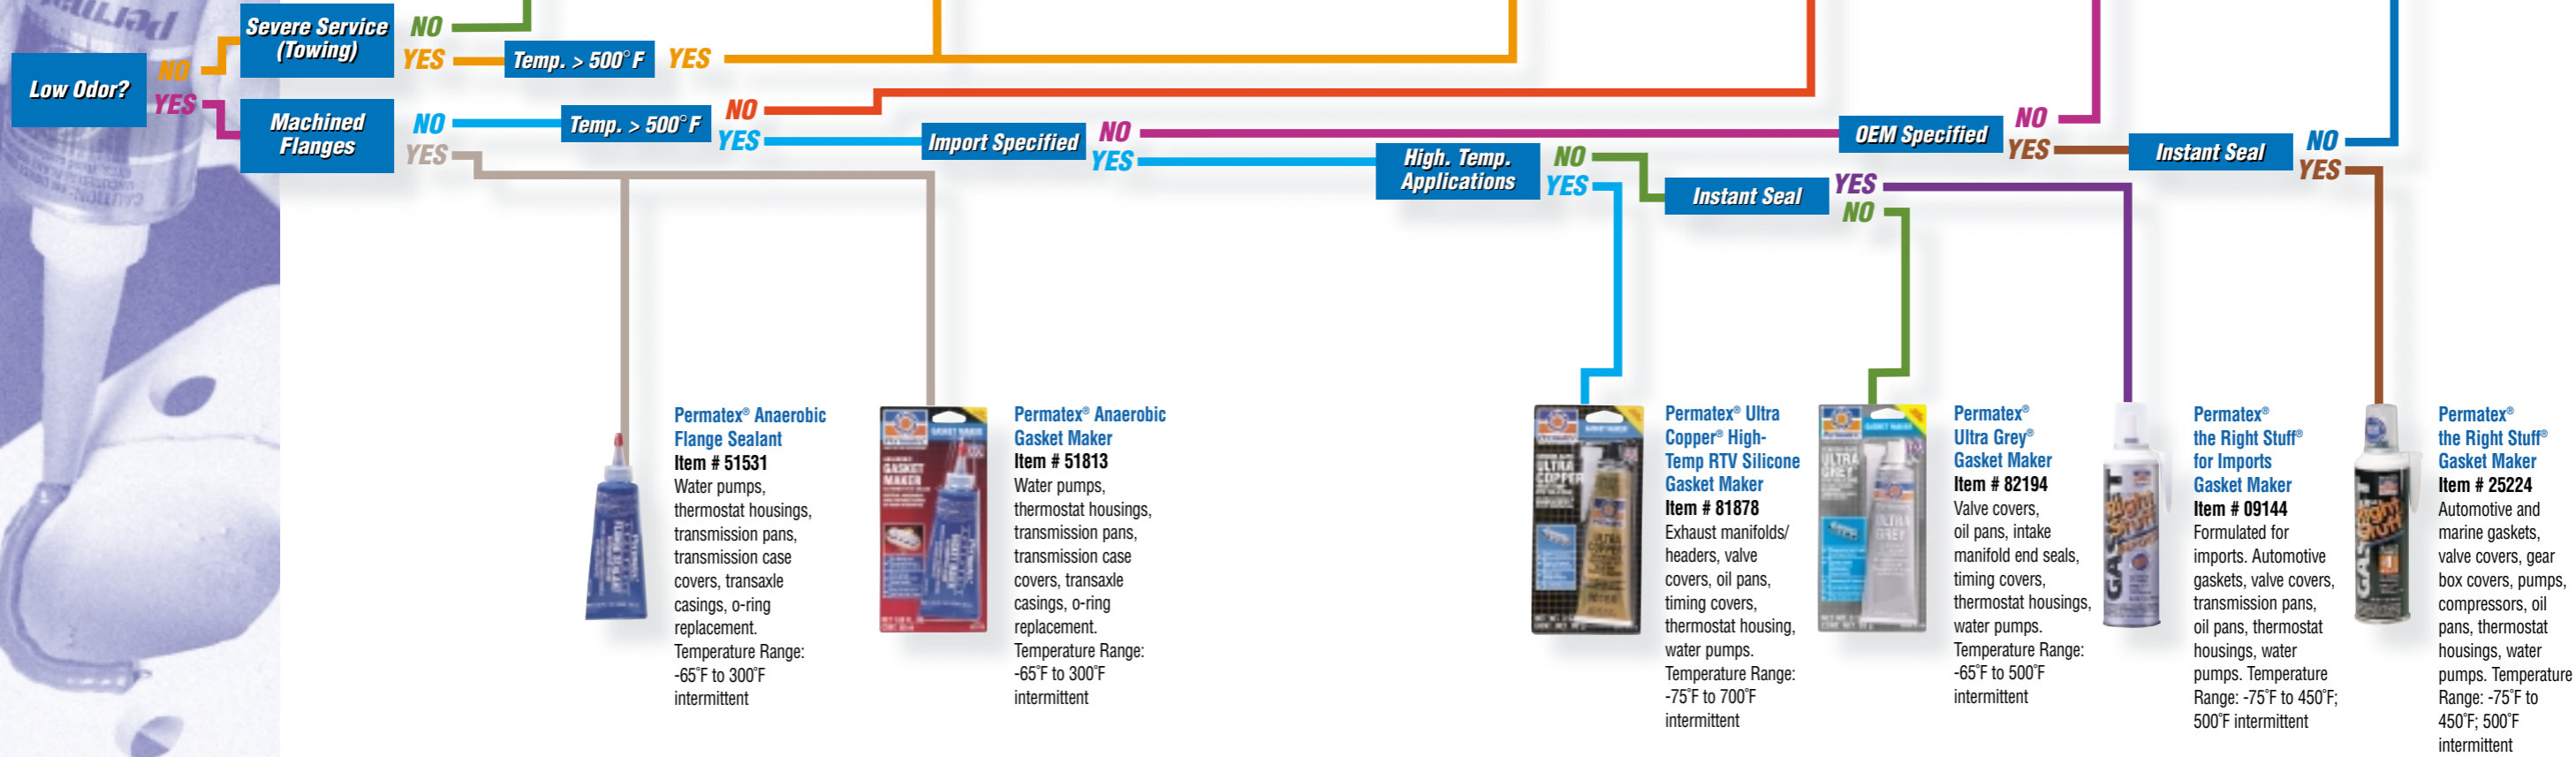 Low Odor?
NO
YES
Severe Service
(Towing)
NO
YES
Temp. > 500°F
YES
Machined
Flanges
NO
YES
Temp. > 500°F
NO
YES
Import Specified
NO
YES
High. Temp.
Applications
NO
YES
Instant Seal
YES
NO
OEM Specified
NO
YES
Instant Seal
NO
YES
Permatex® Anaerobic
Flange Sealant
Item # 51531
Water pumps,
thermostat housings,
transmission pans,
transmission case
covers, transaxle
casings, o-ring
replacement.
Temperature Range:
-65˚F to 300˚F
intermittent
GASKET
MAKER
Permatex® Anaerobic
Gasket Maker
Item # 51813
Water pumps,
thermostat housings,
transmission pans,
transmission case
covers, transaxle
casings, o-ring
replacement.
Temperature Range:
-65˚F to 300˚F
intermittent
ULTRA
COPPER
Permatex® Ultra
Copper® High-
Temp RTV Silicone
Gasket Maker
Item # 81878
Exhaust manifolds/
headers, valve
covers, oil pans,
timing covers,
thermostat housing,
water pumps.
Temperature Range:
-75˚F to 700˚F
intermittent
ULTRA
GREY
Permatex®
Ultra Grey®
Gasket Maker
Item # 82194
Valve covers,
oil pans, intake
manifold end seals,
timing covers,
thermostat housings,
water pumps.
Temperature Range:
-65˚F to 500˚F
intermittent
Right
Stuff
Permatex®
the Right Stuff®
for Imports
Gasket Maker
Item # 09144
Formulated for
imports. Automotive
gaskets, valve covers,
transmission pans,
oil pans, thermostat
housings, water
pumps. Temperature
Range: -75˚F to 450˚F;
500˚F intermittent
Right
Stuff
Permatex®
the Right Stuff®
Gasket Maker
Item # 25224
Automotive and
marine gaskets,
valve covers, gear
box covers, pumps,
compressors, oil
pans, thermostat
housings, water
pumps. Temperature
Range: -75˚F to
450˚F; 500˚F
intermittent